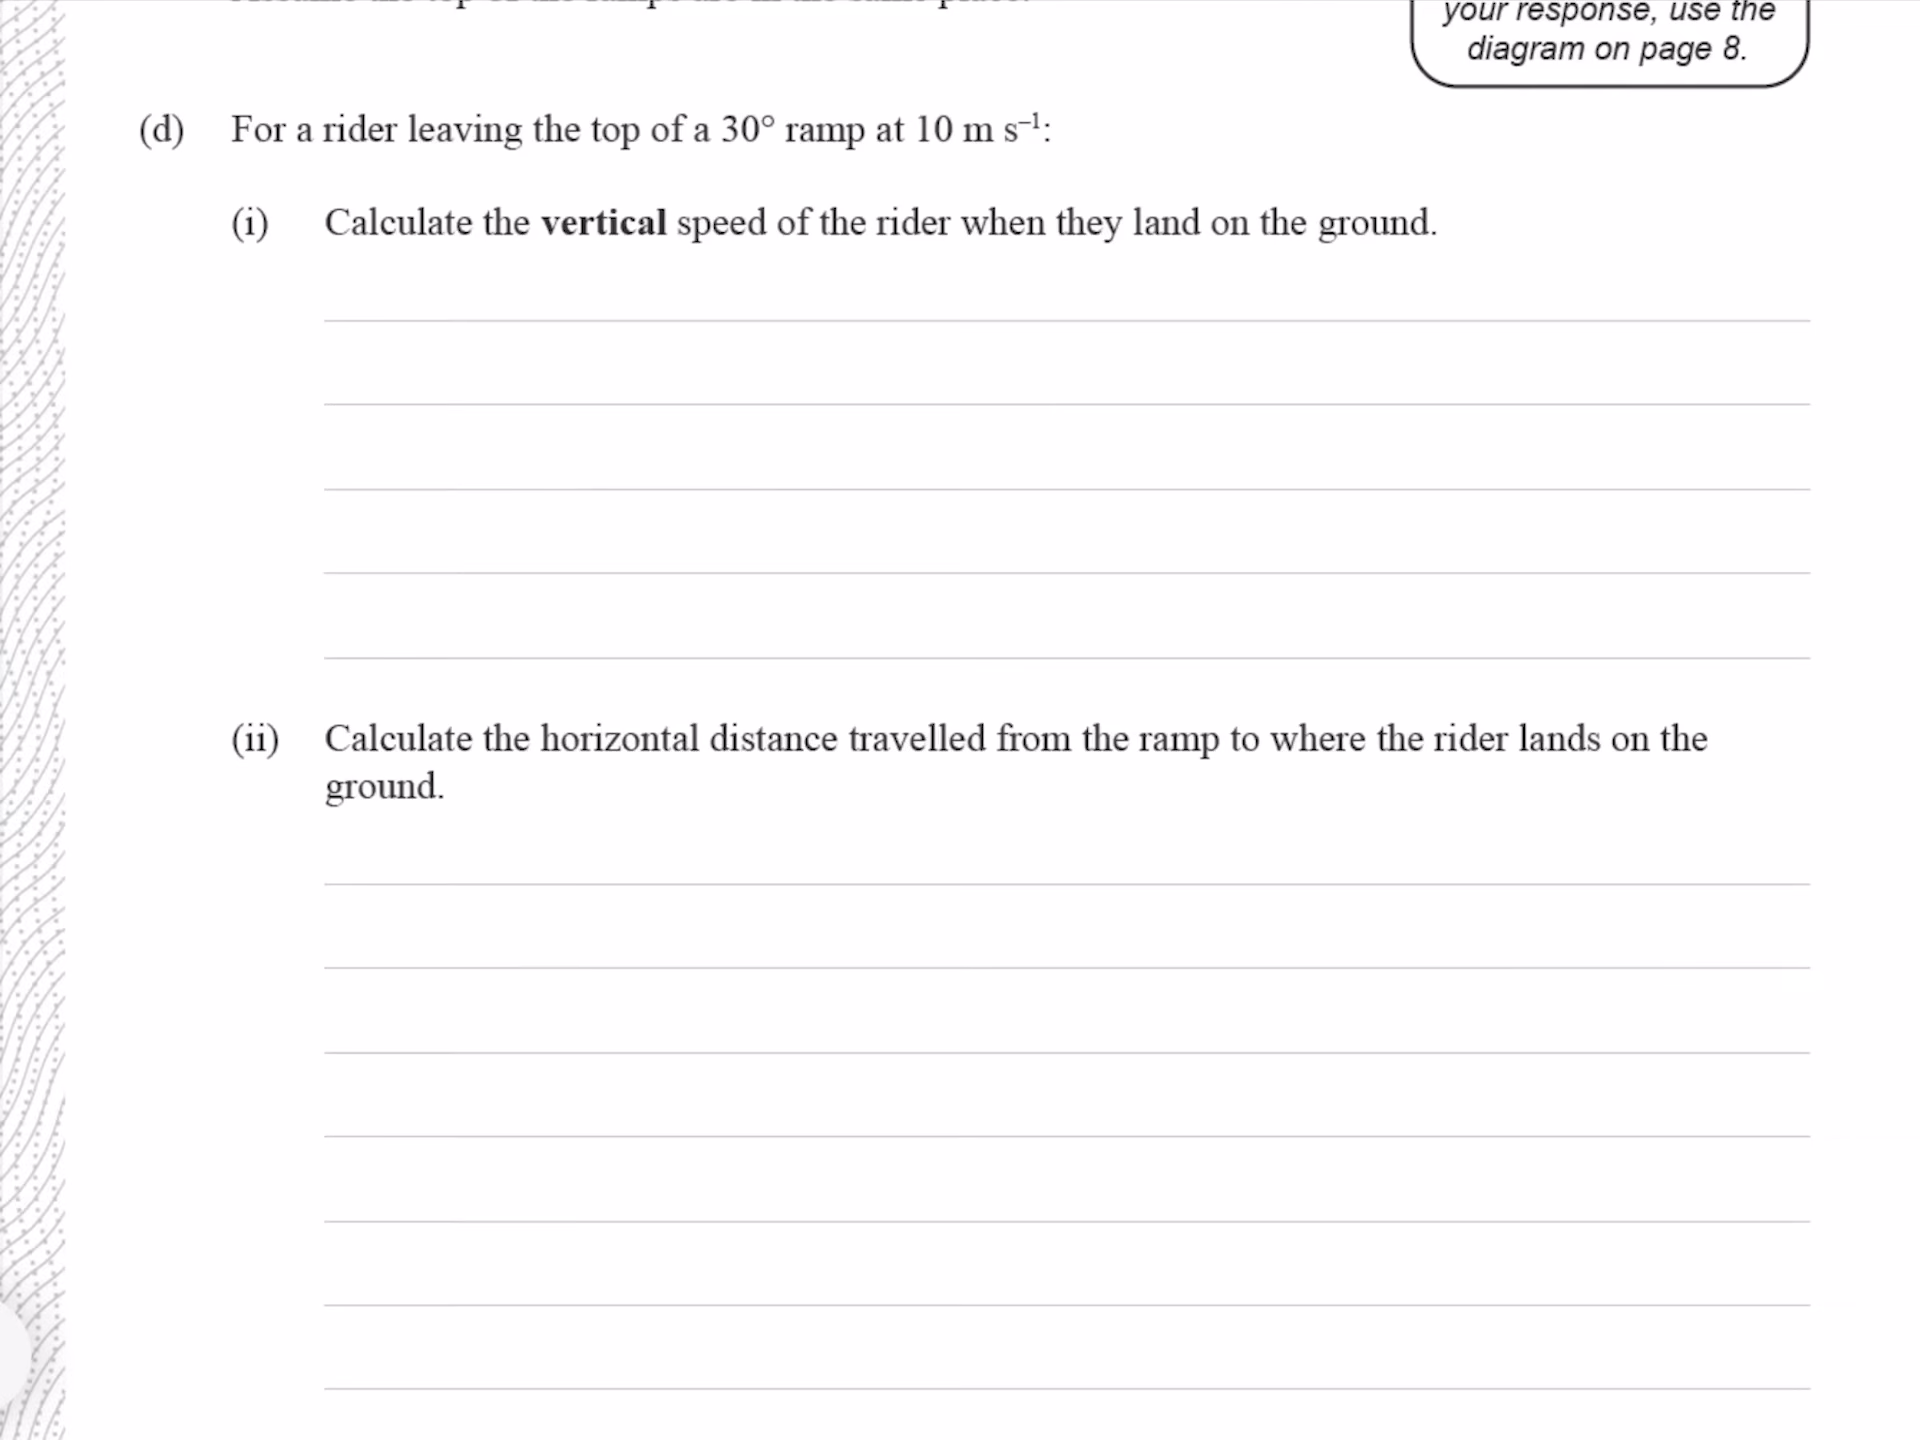 your response, use the
diagram on page 8.
(d) For a rider leaving the top of a 30° ramp at 10 m s⁻¹:
(i) Calculate the vertical speed of the rider when they land on the ground.
(ii) Calculate the horizontal distance travelled from the ramp to where the rider lands on the
ground.